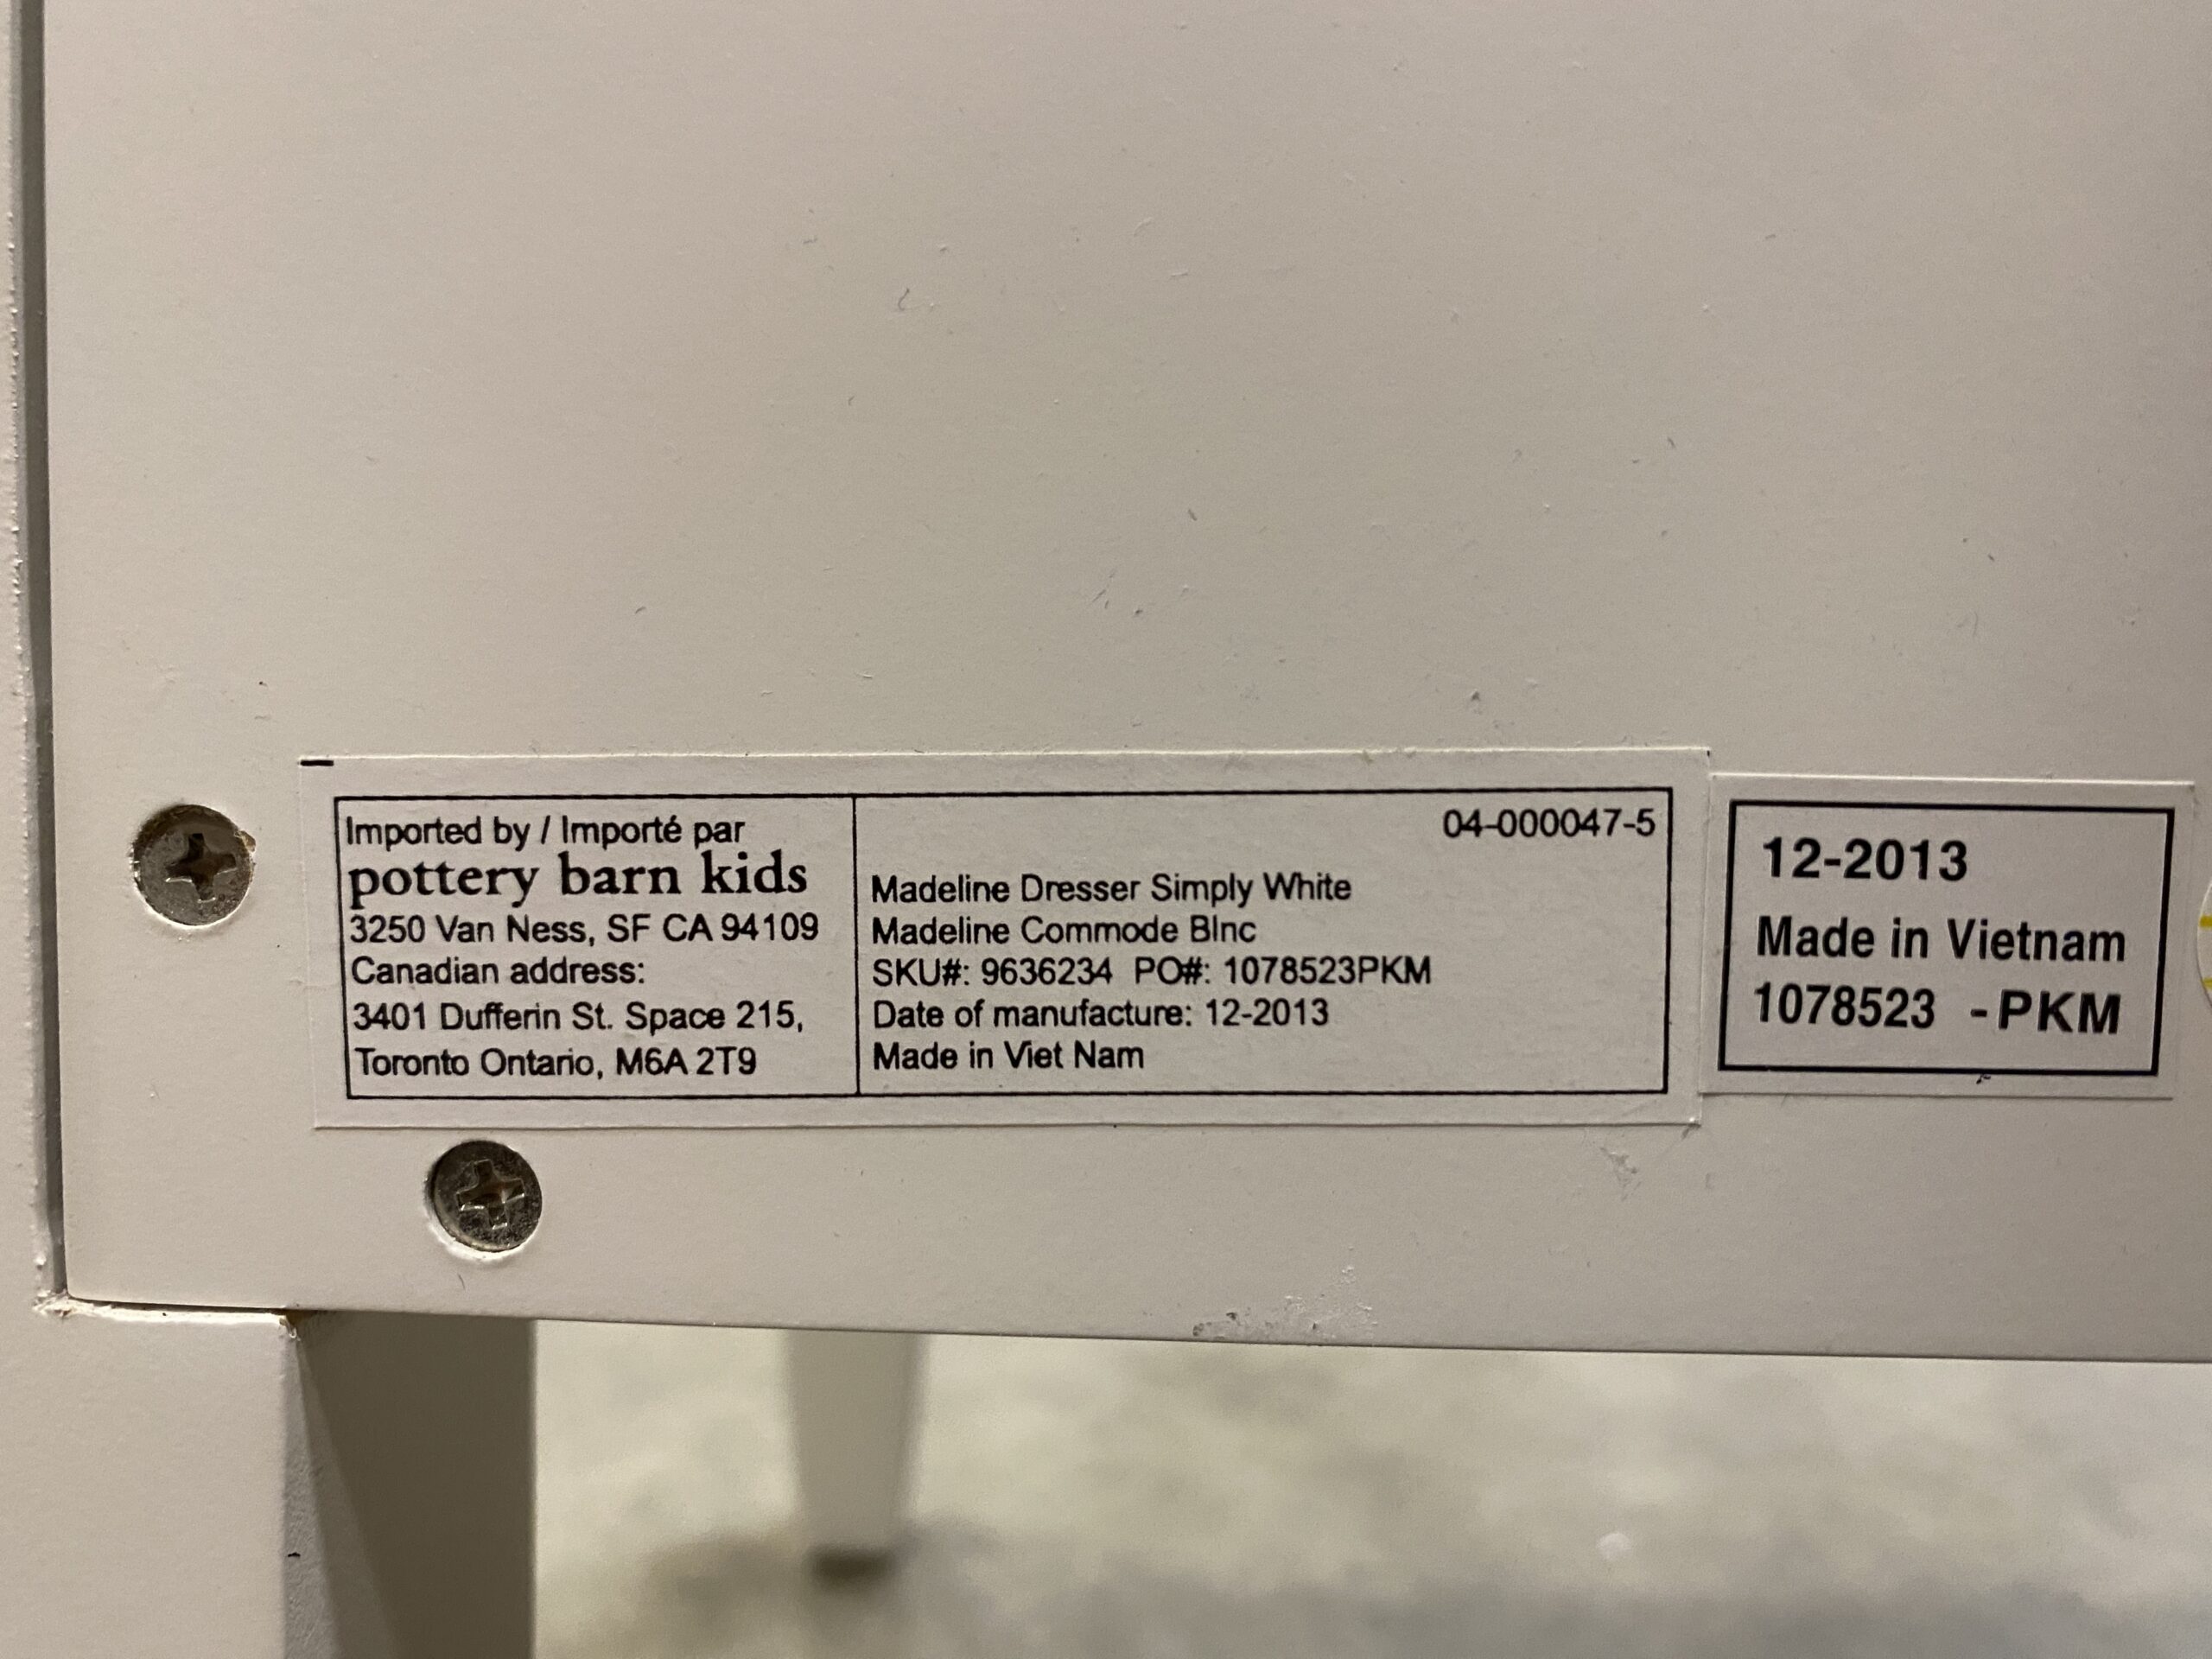 Imported by / Importé par
pottery barn kids
3250 Van Ness, SF CA 94109
Canadian address:
3401 Dufferin St. Space 215,
Toronto Ontario, M6A 2T9
04-000047-5
Madeline Dresser Simply White
Madeline Commode Blnc
SKU#: 9636234 PO#: 1078523PKM
Date of manufacture: 12-2013
Made in Viet Nam
12-2013
Made in Vietnam
1078523 -PKM